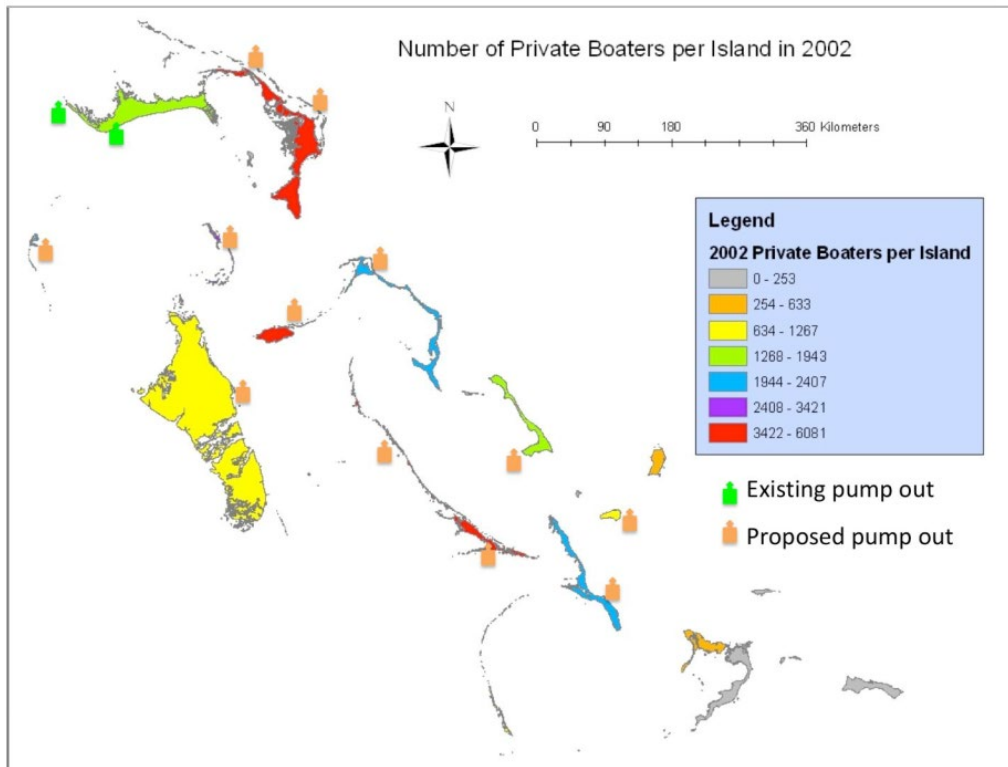 Number of Private Boaters per Island in 2002
N
0 90 180 360 Kilometers
Legend
2002 Private Boaters per Island
0 - 253
254 - 633
634 - 1267
1268 - 1943
1944 - 2407
2408 - 3421
3422 - 6081
Existing pump out
Proposed pump out